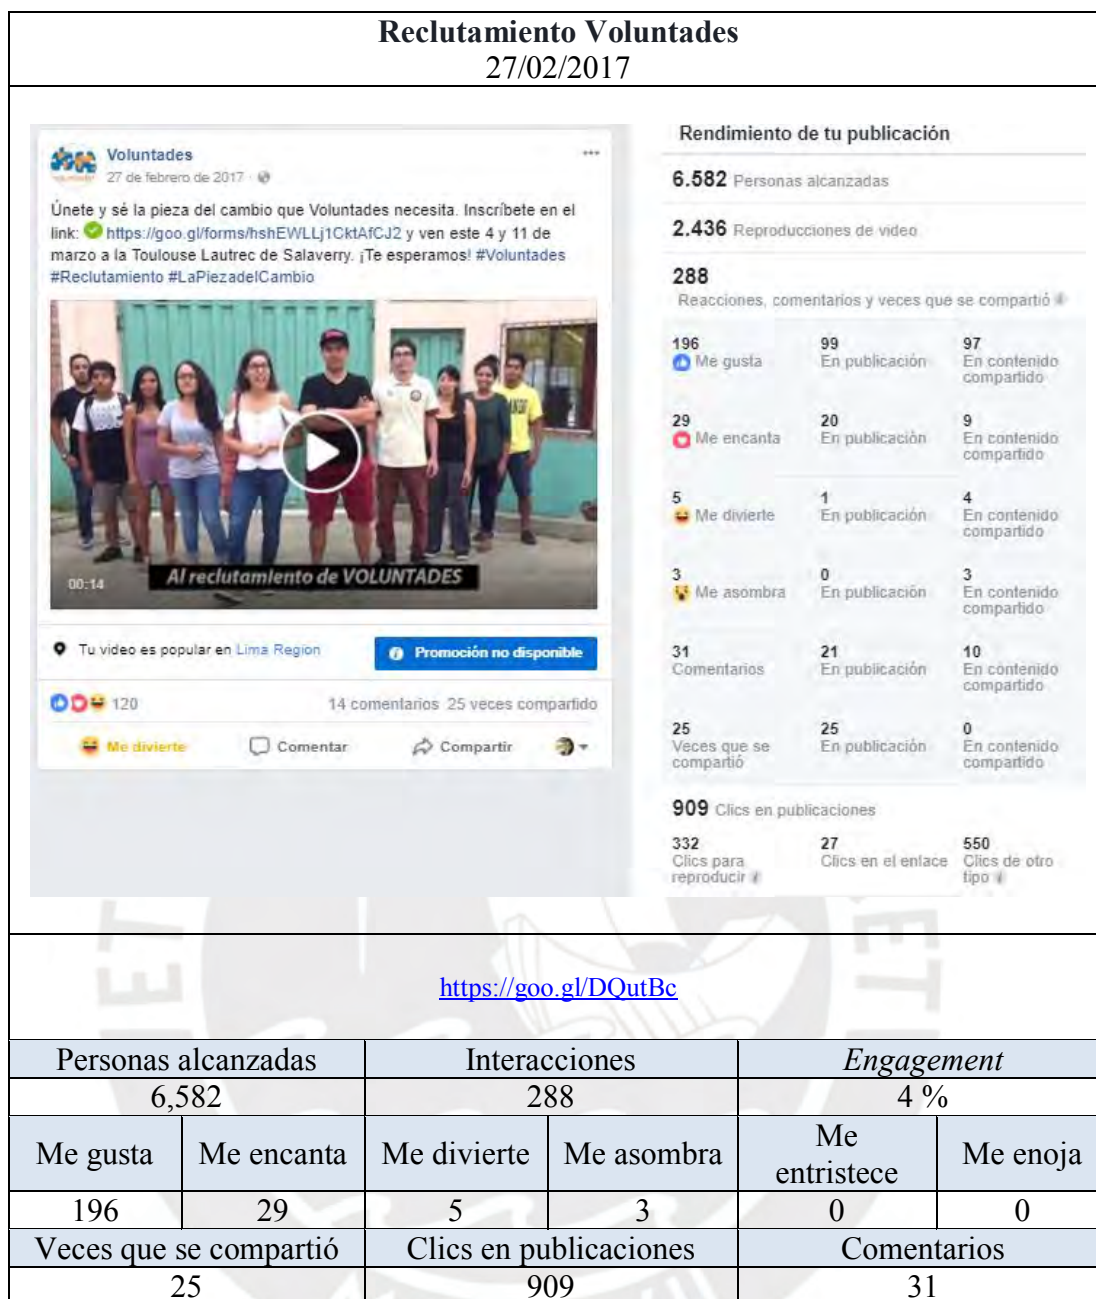 Reclutamiento Voluntades
27/02/2017
Voluntades
27 de febrero de 2017 ·
Únete y sé la pieza del cambio que Voluntades necesita. Inscríbete en el
link: https://goo.gl/forms/hshEWLLj1CktAfCJ2 y ven este 4 y 11 de
marzo a la Toulouse Lautrec de Salaverry. ¡Te esperamos! #Voluntades
#Reclutamiento #LaPiezadelCambio
00:14
Al reclutamiento de VOLUNTADES
Tu video es popular en Lima Region
Promoción no disponible
120
14 comentarios 25 veces compartido
Me divierte
Comentar
Compartir
Rendimiento de tu publicación
6.582 Personas alcanzadas
2.436 Reproducciones de video
288
Reacciones, comentarios y veces que se compartió
196 99 97
Me gusta En publicación En contenido
compartido
29 20 9
Me encanta En publicación En contenido
compartido
5 1 4
Me divierte En publicación En contenido
compartido
3 0 3
Me asombra En publicación En contenido
compartido
31 21 10
Comentarios En publicación En contenido
compartido
25 25 0
Veces que se En publicación En contenido
compartió compartido
909 Clics en publicaciones
332 27 550
Clics para Clics en el enlace Clics de otro
reproducir tipo
https://goo.gl/DQutBc
Personas alcanzadas Interacciones Engagement
6,582 288 4 %
Me gusta Me encanta Me divierte Me asombra Me
entristece Me enoja
196 29 5 3 0 0
Veces que se compartió Clics en publicaciones Comentarios
25 909 31